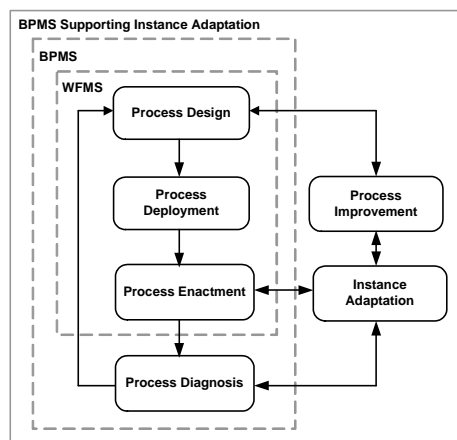 BPMS Supporting Instance Adaptation
BPMS
WFMS
Process Design
Process
Deployment
Process
Improvement
Process Enactment
Instance
Adaptation
Process Diagnosis